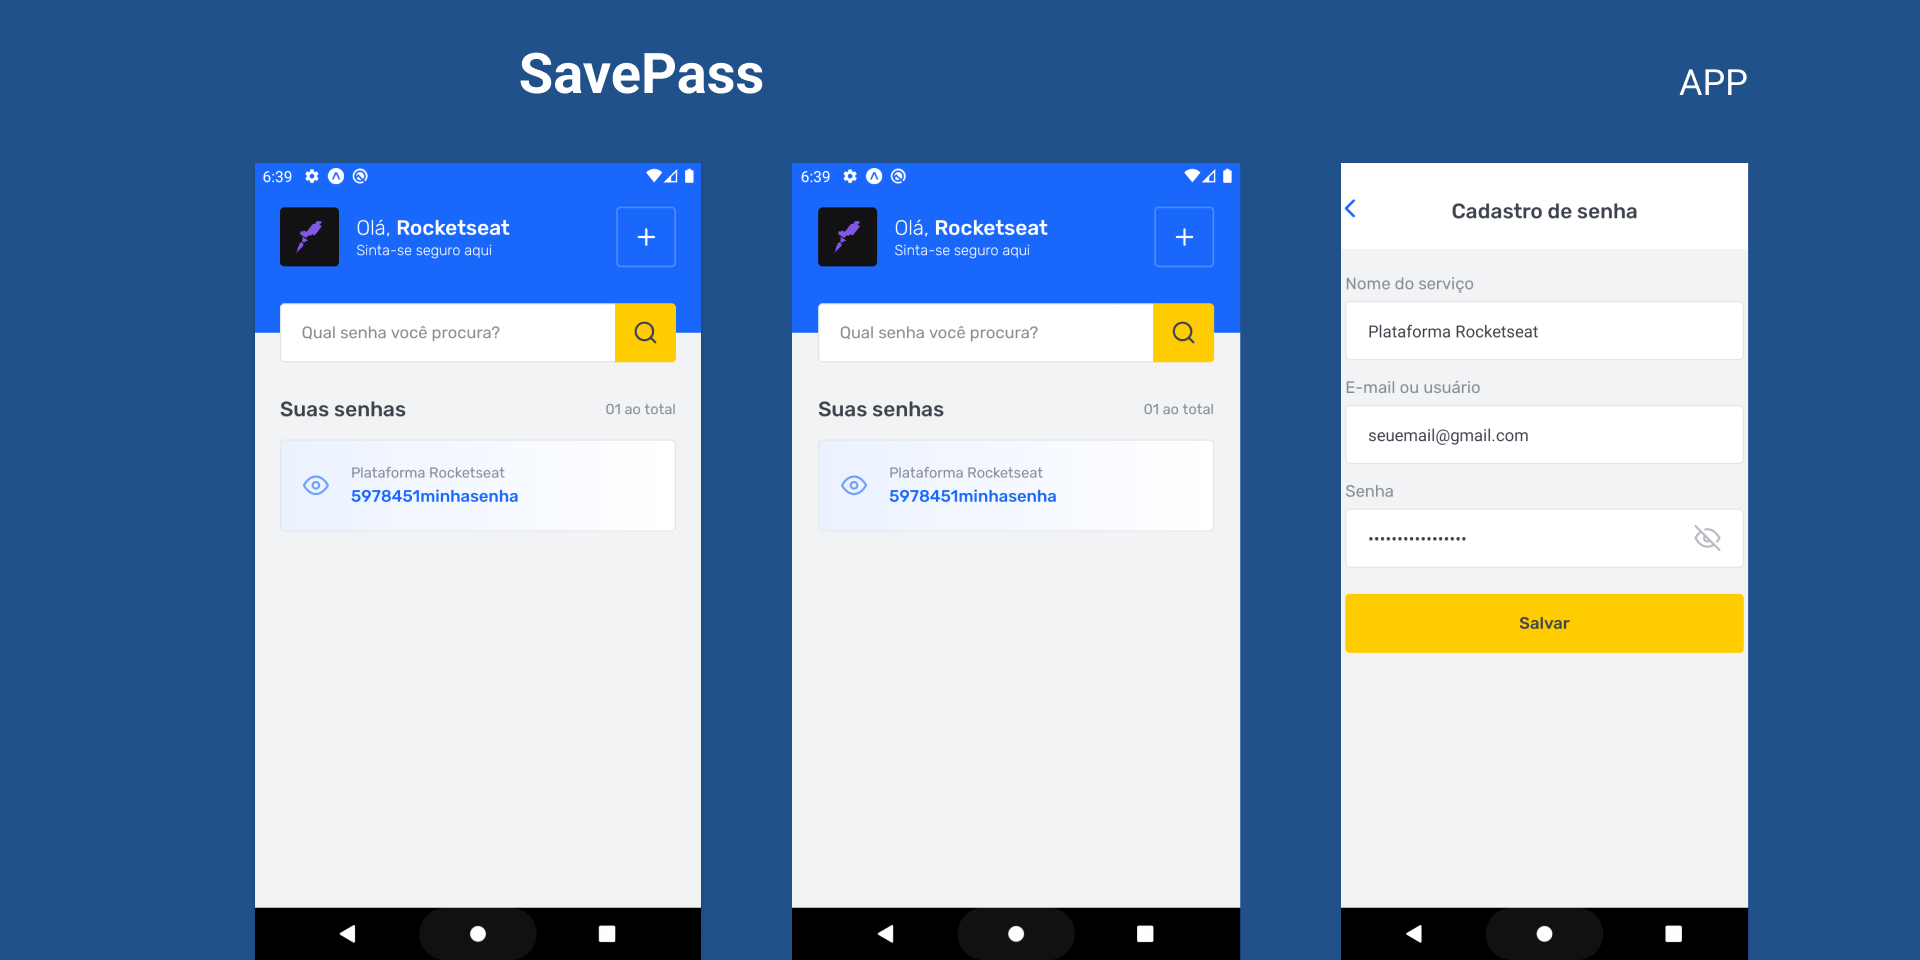 SavePass
APP
6:39
Olá, Rocketseat
Sinta-se seguro aqui
Qual senha você procura?
Suas senhas
01 ao total
Plataforma Rocketseat
5978451minhasenha
6:39
Olá, Rocketseat
Sinta-se seguro aqui
Qual senha você procura?
Suas senhas
01 ao total
Plataforma Rocketseat
5978451minhasenha
Cadastro de senha
Nome do serviço
Plataforma Rocketseat
E-mail ou usuário
seuemail@gmail.com
Senha
•••••••••••••••••
Salvar